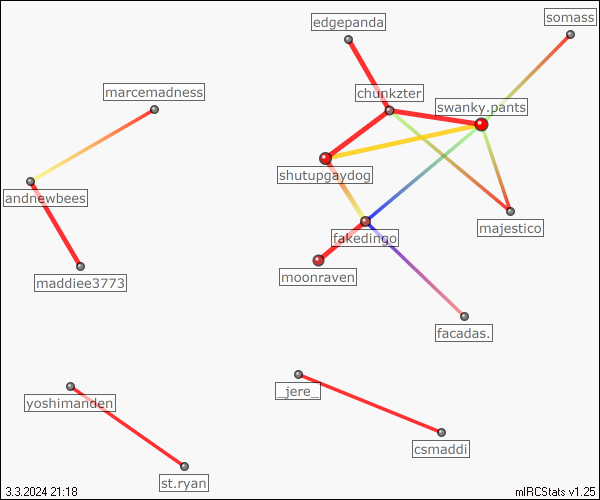 edgepanda
somass
marcemadness
chunkzter
swanky.pants
shutupgaydog
andnewbees
majestico
fakedingo
maddiee3773
moonraven
facadas.
_jere_
yoshimanden
csmaddi
st.ryan
3.3.2024 21:18
mIRCStats v1.25